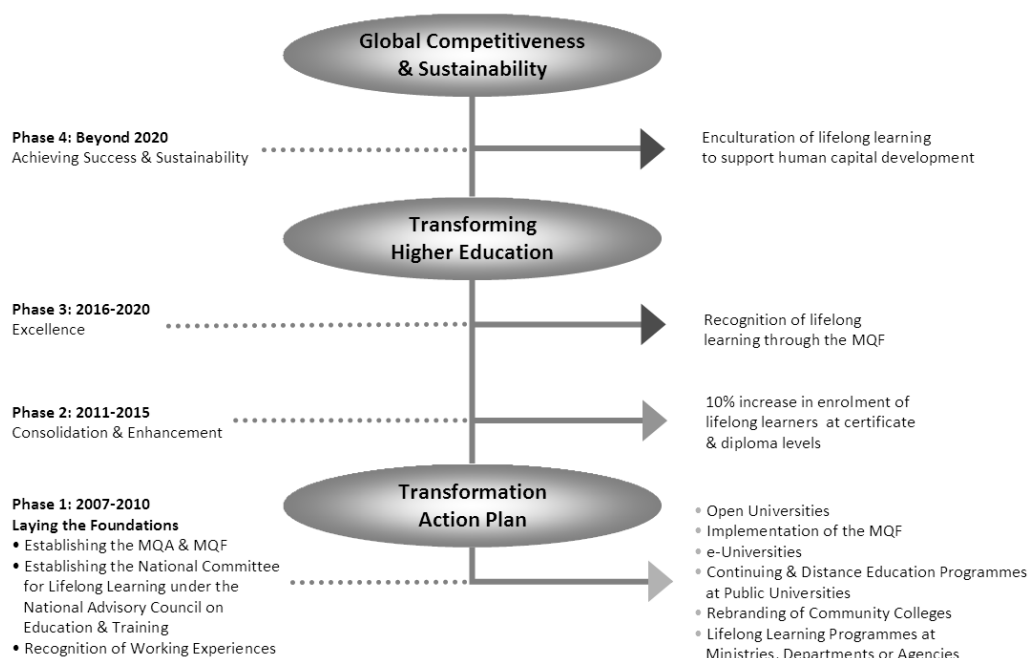 Global Competitiveness
& Sustainability
Phase 4: Beyond 2020
Achieving Success & Sustainability
Enculturation of lifelong learning
to support human capital development
Transforming
Higher Education
Phase 3: 2016-2020
Excellence
Recognition of lifelong
learning through the MQF
Phase 2: 2011-2015
Consolidation & Enhancement
10% increase in enrolment of
lifelong learners at certificate
& diploma levels
Transformation
Action Plan
Phase 1: 2007-2010
Laying the Foundations
• Establishing the MQA & MQF
• Establishing the National Committee
for Lifelong Learning under the
National Advisory Council on
Education & Training
• Recognition of Working Experiences
• Open Universities
• Implementation of the MQF
• e-Universities
• Continuing & Distance Education Programmes
at Public Universities
• Rebranding of Community Colleges
• Lifelong Learning Programmes at
Ministries, Departments or Agencies